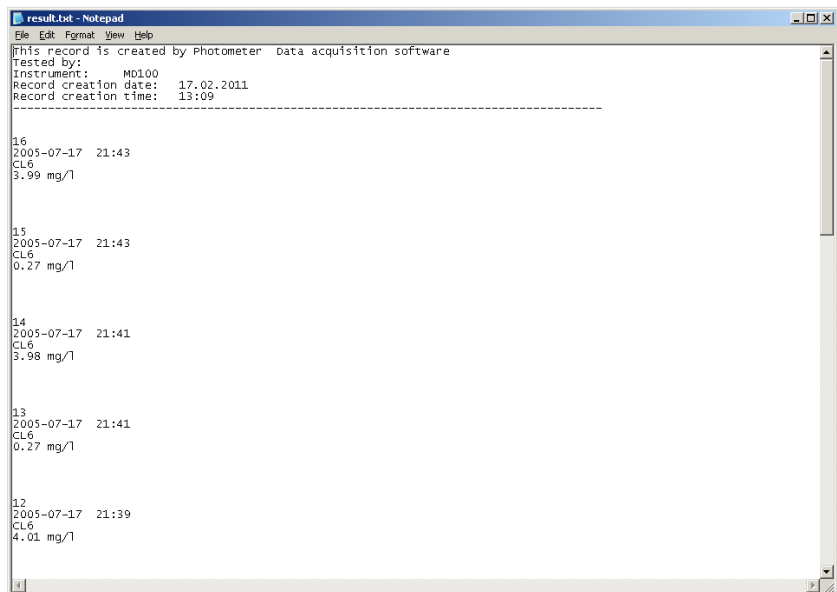 result.txt - Notepad
File Edit Format View Help
This record is created by Photometer  Data acquisition software
Tested by:
Instrument:     MD100
Record creation date:   17.02.2011
Record creation time:   13:09
-------------------------------------------------------------------------------------
16
2005-07-17  21:43
CL6
3.99 mg/l
15
2005-07-17  21:43
CL6
0.27 mg/l
14
2005-07-17  21:41
CL6
3.98 mg/l
13
2005-07-17  21:41
CL6
0.27 mg/l
12
2005-07-17  21:39
CL6
4.01 mg/l